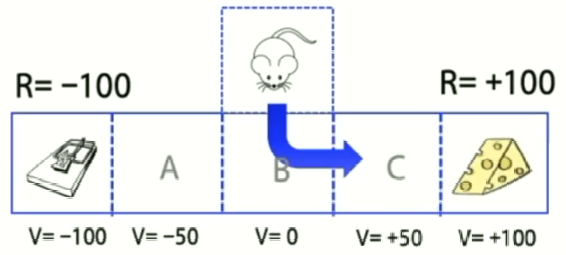 R= −100
R= +100
A
B
C
V= −100
V= −50
V= 0
V= +50
V= +100